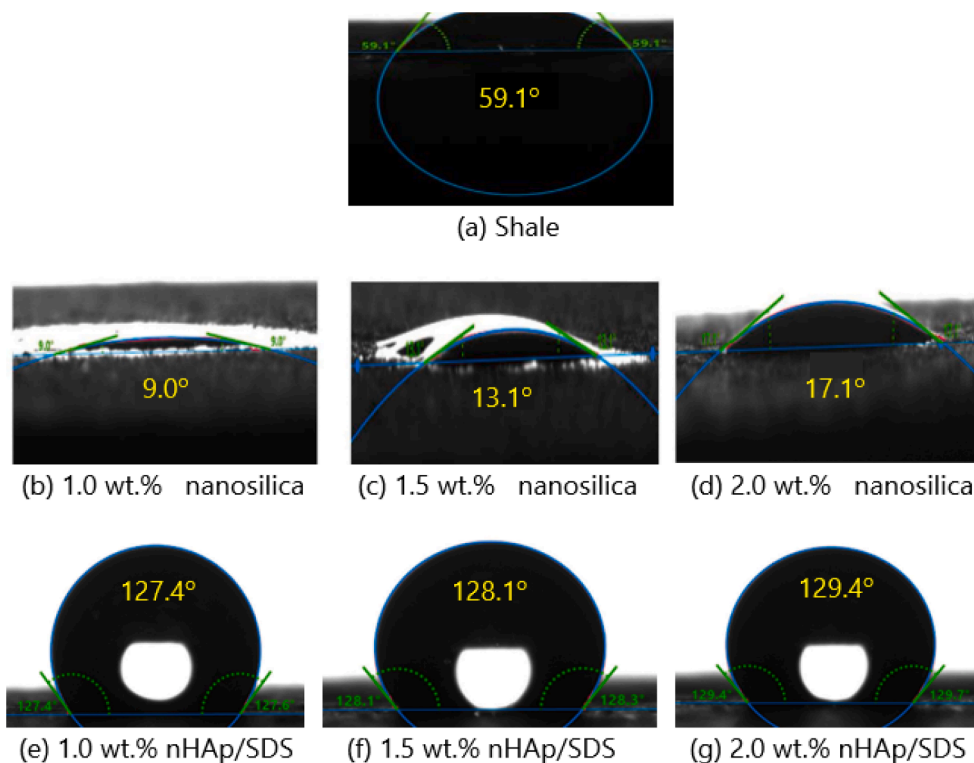 59.1°
59.1°
59.1°
(a) Shale
9.0°
9.0°
9.0°
13.1°
17.1°
(b) 1.0 wt.% nanosilica
(c) 1.5 wt.% nanosilica
(d) 2.0 wt.% nanosilica
127.4°
128.1°
129.4°
127.4°
127.6°
128.1°
128.3°
129.4°
129.7°
(e) 1.0 wt.% nHAp/SDS
(f) 1.5 wt.% nHAp/SDS
(g) 2.0 wt.% nHAp/SDS